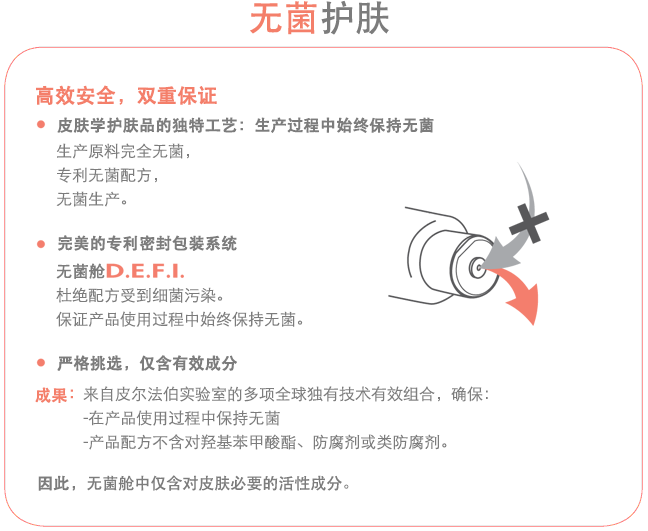 无菌护肤
高效安全，双重保证
● 皮肤学护肤品的独特工艺：生产过程中始终保持无菌
生产原料完全无菌，
专利无菌配方，
无菌生产。
● 完美的专利密封包装系统
无菌舱D.E.F.I.
杜绝配方受到细菌污染。
保证产品使用过程中始终保持无菌。
● 严格挑选，仅含有效成分
成果：来自皮尔法伯实验室的多项全球独有技术有效组合，确保：
-在产品使用过程中保持无菌
-产品配方不含对羟基苯甲酸酯、防腐剂或类防腐剂。
因此，无菌舱中仅含对皮肤必要的活性成分。